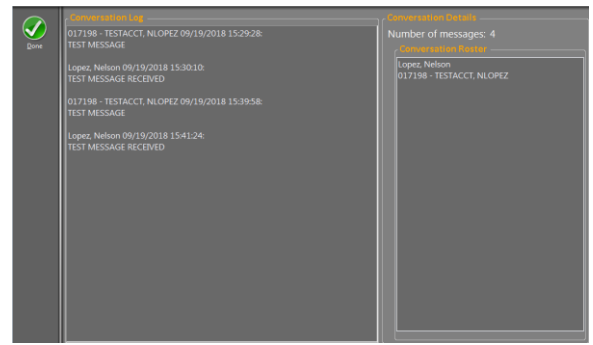 Done
Conversation Log
017198 - TESTACCT, NLOPEZ 09/19/2018 15:29:28:
TEST MESSAGE
Lopez, Nelson 09/19/2018 15:30:10:
TEST MESSAGE RECEIVED
017198 - TESTACCT, NLOPEZ 09/19/2018 15:39:58:
TEST MESSAGE
Lopez, Nelson 09/19/2018 15:41:24:
TEST MESSAGE RECEIVED
Conversation Details
Number of messages: 4
Conversation Roster
Lopez, Nelson
017198 - TESTACCT, NLOPEZ